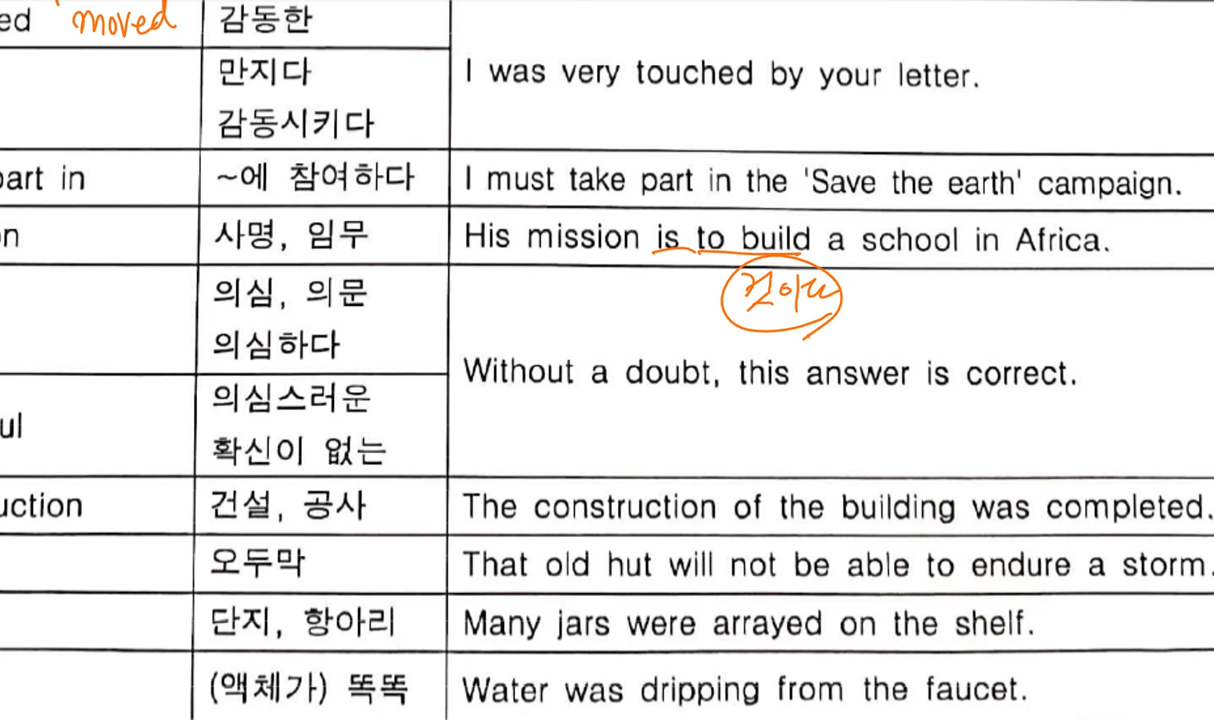 ed moved 감동한
만지다
감동시키다
I was very touched by your letter.
part in ~에 참여하다 I must take part in the 'Save the earth' campaign.
on 사명, 임무 His mission is to build a school in Africa.
의심, 의문
의심하다
Without a doubt, this answer is correct.
ul 의심스러운
확신이 없는
uction 건설, 공사 The construction of the building was completed.
오두막 That old hut will not be able to endure a storm.
단지, 항아리 Many jars were arrayed on the shelf.
(액체가) 똑똑 Water was dripping from the faucet.